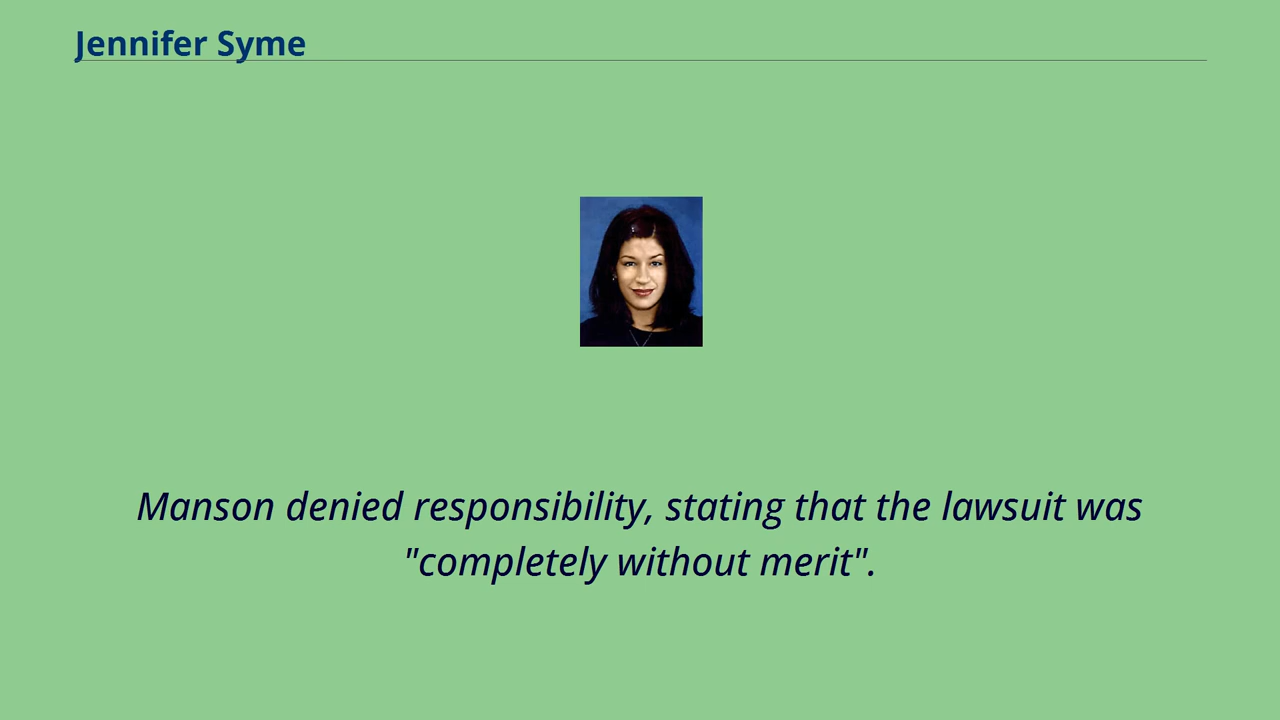 Jennifer Syme
Manson denied responsibility, stating that the lawsuit was
"completely without merit".